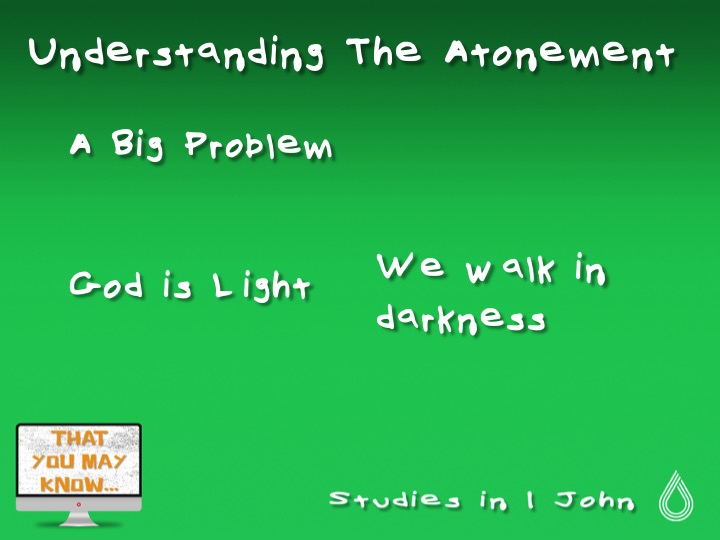 Understanding The Atonement
A Big Problem
God is Light
We walk in
darkness
THAT
YOU MAY
KNOW...
Studies in 1 John